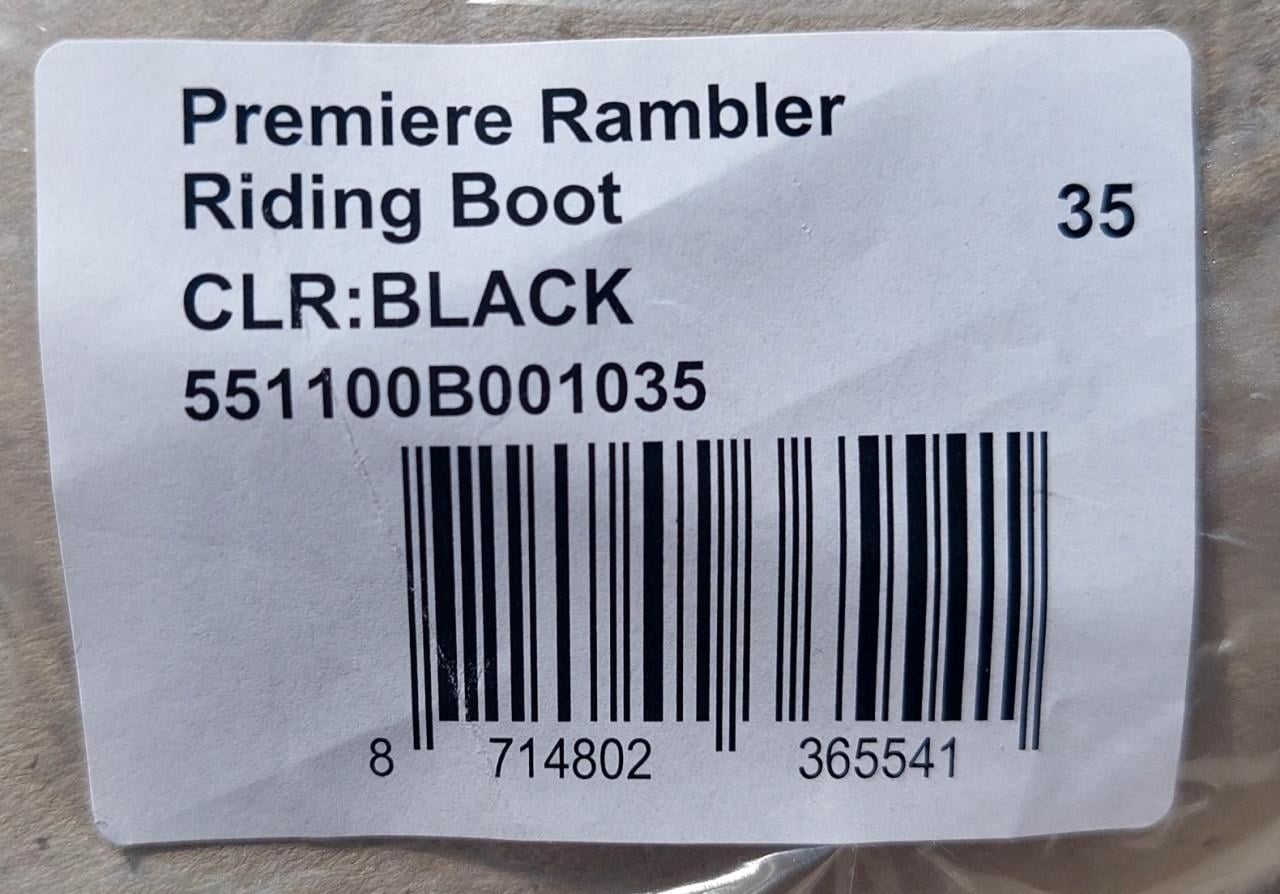 Premiere Rambler
Riding Boot
35
CLR:BLACK
551100B001035
8 714802 365541